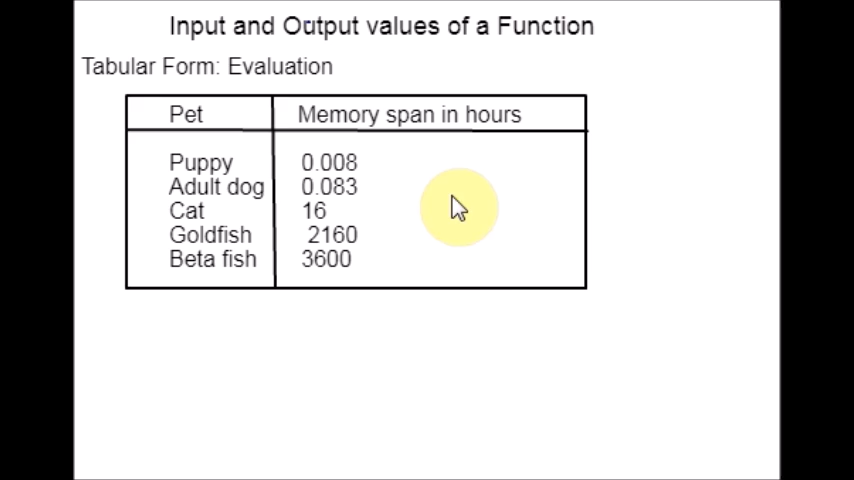 Input and Output values of a Function
Tabular Form: Evaluation
Pet Memory span in hours
Puppy 0.008
Adult dog 0.083
Cat 16
Goldfish 2160
Beta fish 3600